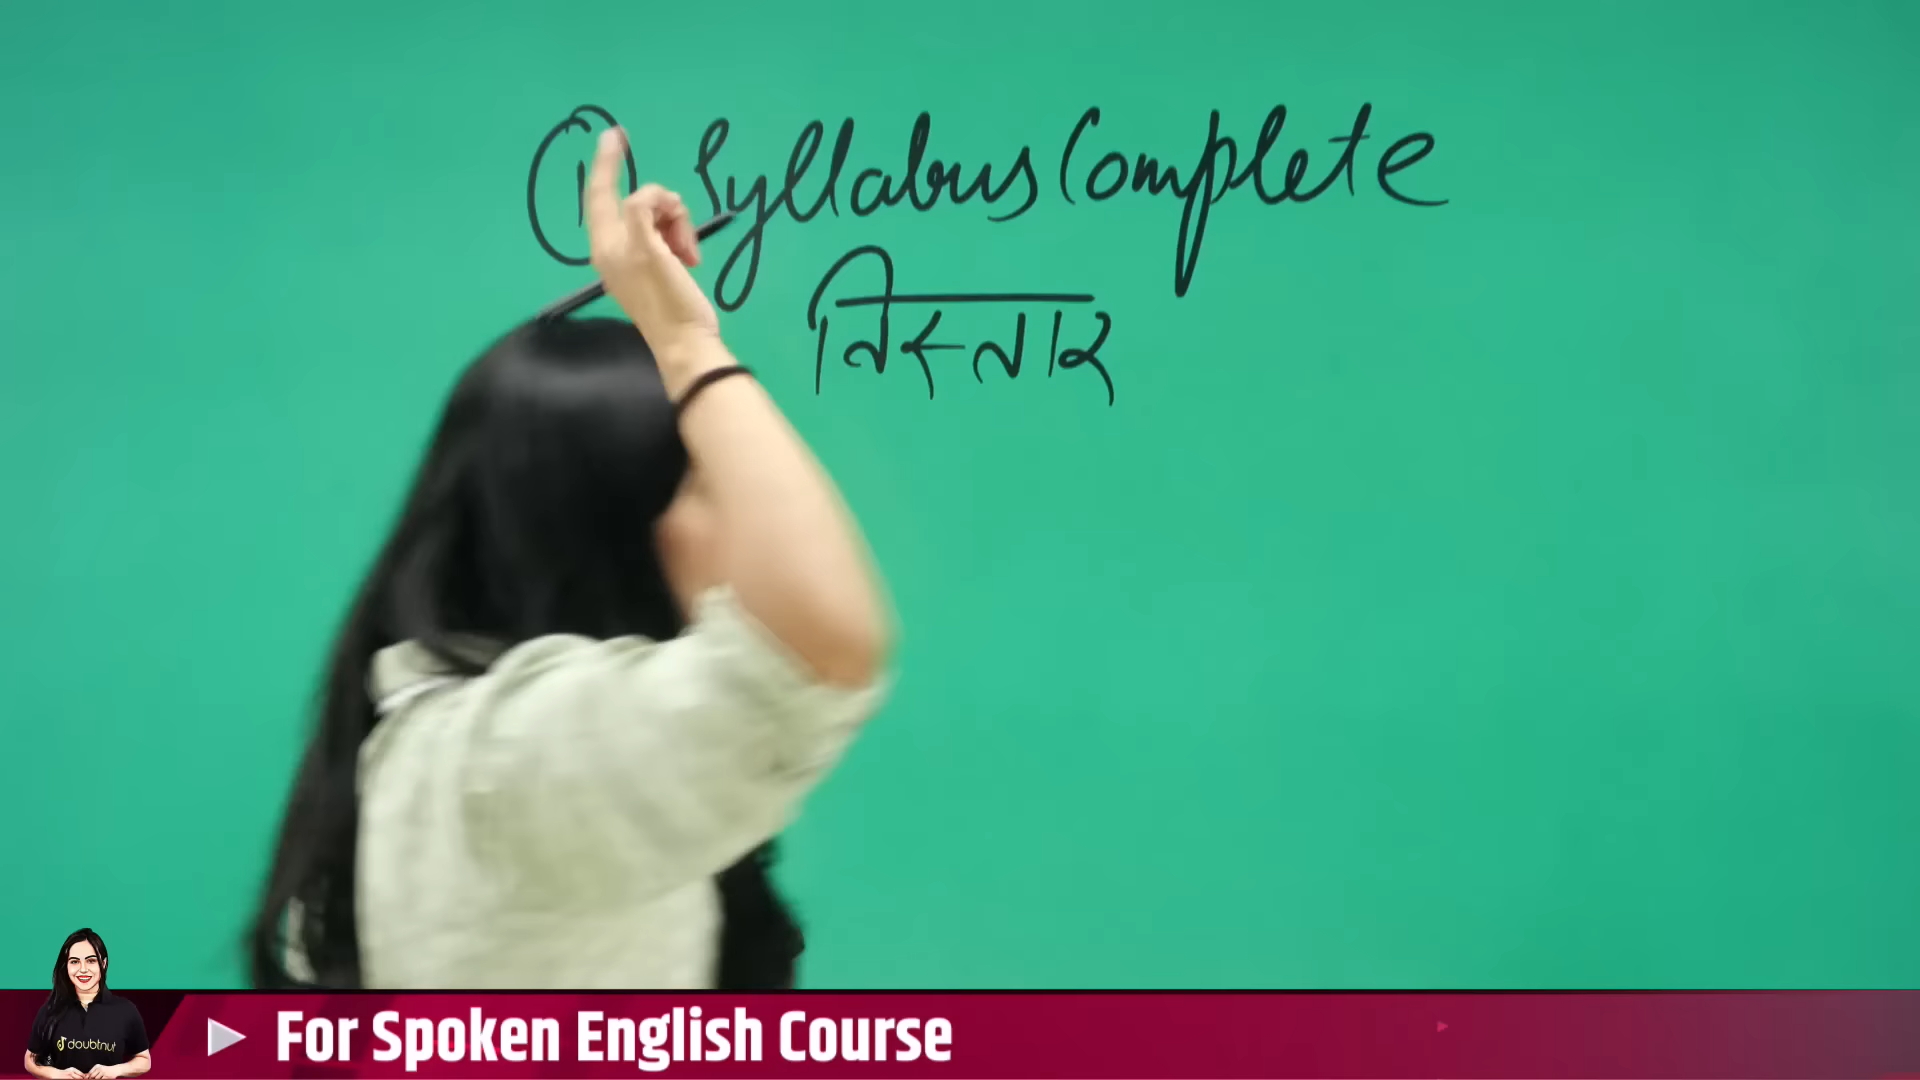 ① Syllabus Complete
विस्तार
For Spoken English Course
doubtnut